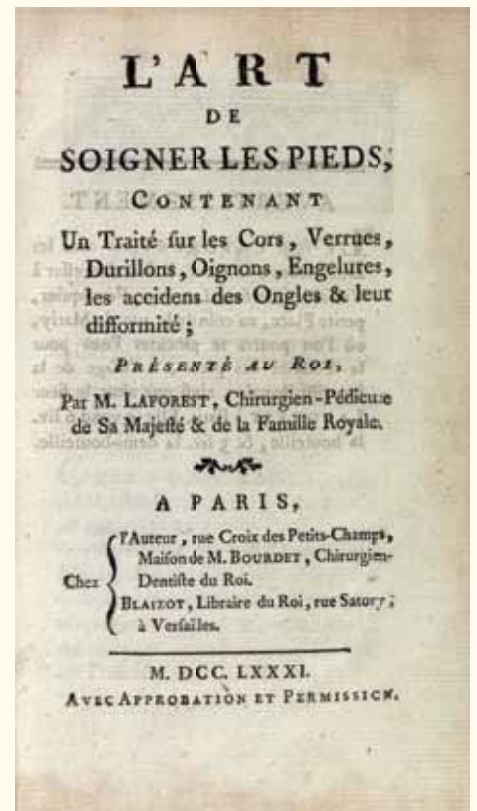 L'ART
DE
SOIGNER LES PIEDS,
CONTENANT
Un Traité ſur les Cors, Verrues,
Durillons, Oignons, Engelures,
les accidens des Ongles & leur
difformité ;
PRÉSENTÉ AU ROI,
Par M. LAFOREST, Chirurgien-Pédicure
de Sa Majeſté & de la Famille Royale.
A PARIS,
l'Auteur, rue Croix des Petits-Champs,
Maiſon de M. BOURDET, Chirurgien-
Chez Dentiſte du Roi.
BLAIZOT, Libraire du Roi, rue Satory ;
à Verſailles.
M. DCC. LXXXI.
AVEC APPROBATION ET PERMISSION.